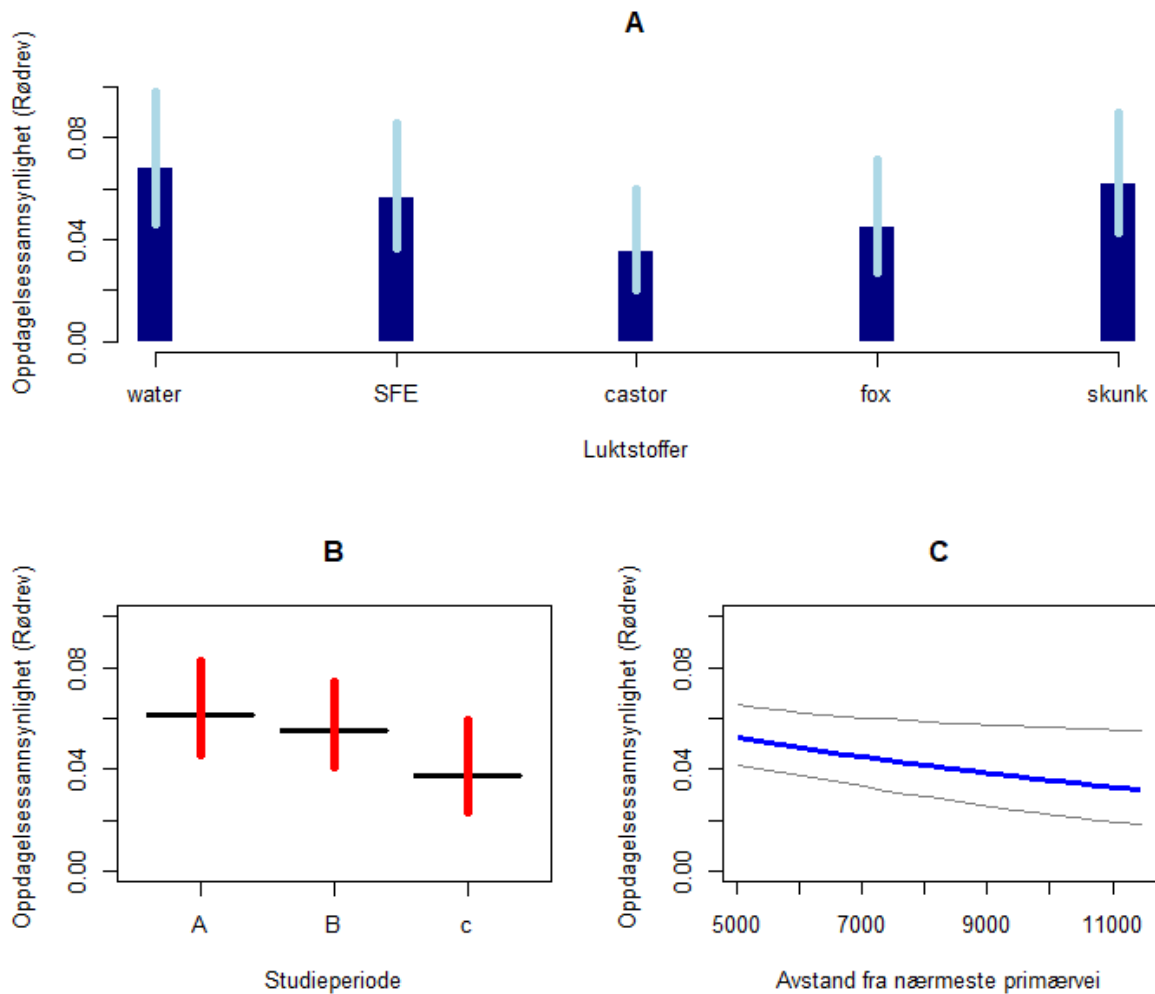 A
Oppdagelsessannsynlighet (Rødrev)
0.08
0.04
0.00
water SFE castor fox skunk
Luktstoffer
B
Oppdagelsessannsynlighet (Rødrev)
0.08
0.04
0.00
A B c
Studieperiode
C
Oppdagelsessannsynlighet (Rødrev)
0.08
0.04
0.00
5000 7000 9000 11000
Avstand fra nærmeste primærvei